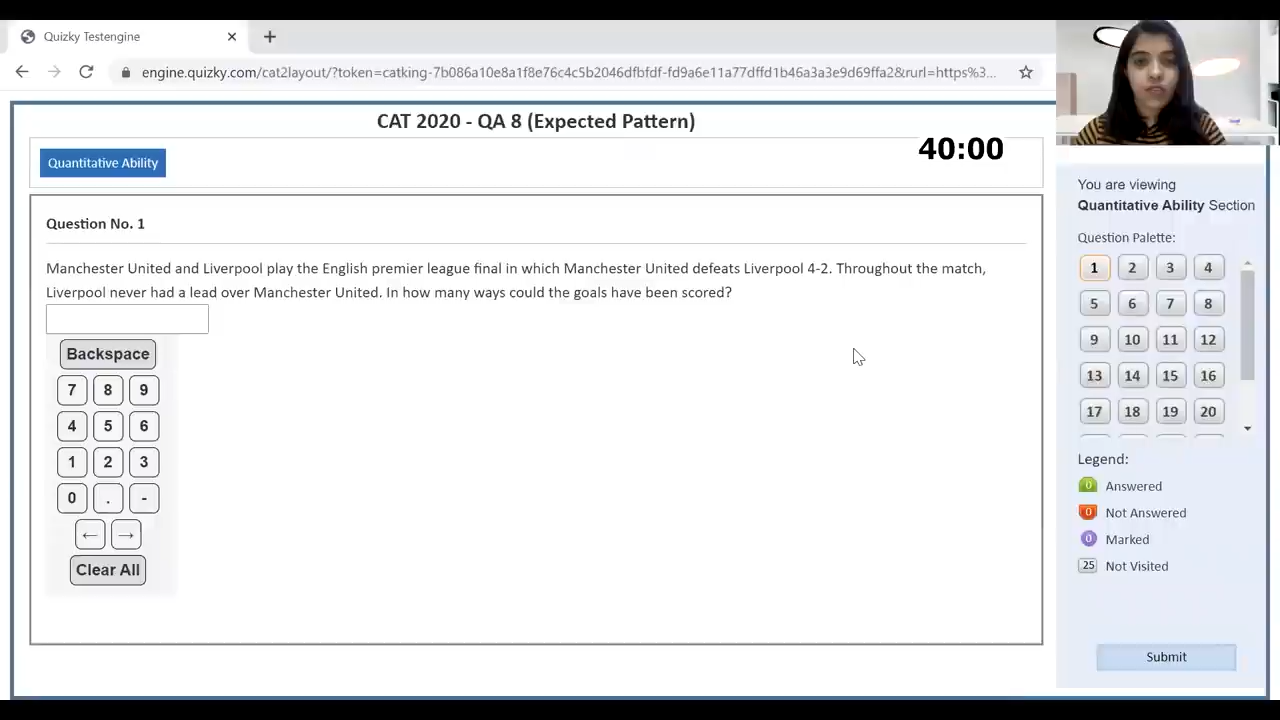 Quizky Testengine
engine.quizky.com/cat2layout/?token=catking-7b086a10e8a1f8e76c4c5b2046dfbfdf-fd9a6e11a77dffd1b46a3a3e9d69ffa2&rurl=https%3...
CAT 2020 - QA 8 (Expected Pattern)
40:00
Quantitative Ability
Question No. 1
Manchester United and Liverpool play the English premier league final in which Manchester United defeats Liverpool 4-2. Throughout the match,
Liverpool never had a lead over Manchester United. In how many ways could the goals have been scored?
Backspace
7 8 9
4 5 6
1 2 3
0 . -
← →
Clear All
You are viewing
Quantitative Ability Section
Question Palette:
1 2 3 4
5 6 7 8
9 10 11 12
13 14 15 16
17 18 19 20
Legend:
0 Answered
0 Not Answered
0 Marked
25 Not Visited
Submit